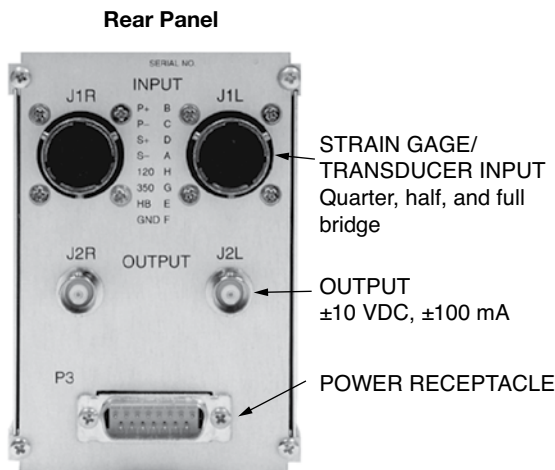 Rear Panel
SERIAL NO.
INPUT
J1R
J1L
P+ B
P– C
S+ D
S– A
120 H
350 G
HB E
GND F
STRAIN GAGE/
TRANSDUCER INPUT
Quarter, half, and full
bridge
J2R
OUTPUT
J2L
OUTPUT
±10 VDC, ±100 mA
P3
POWER RECEPTACLE